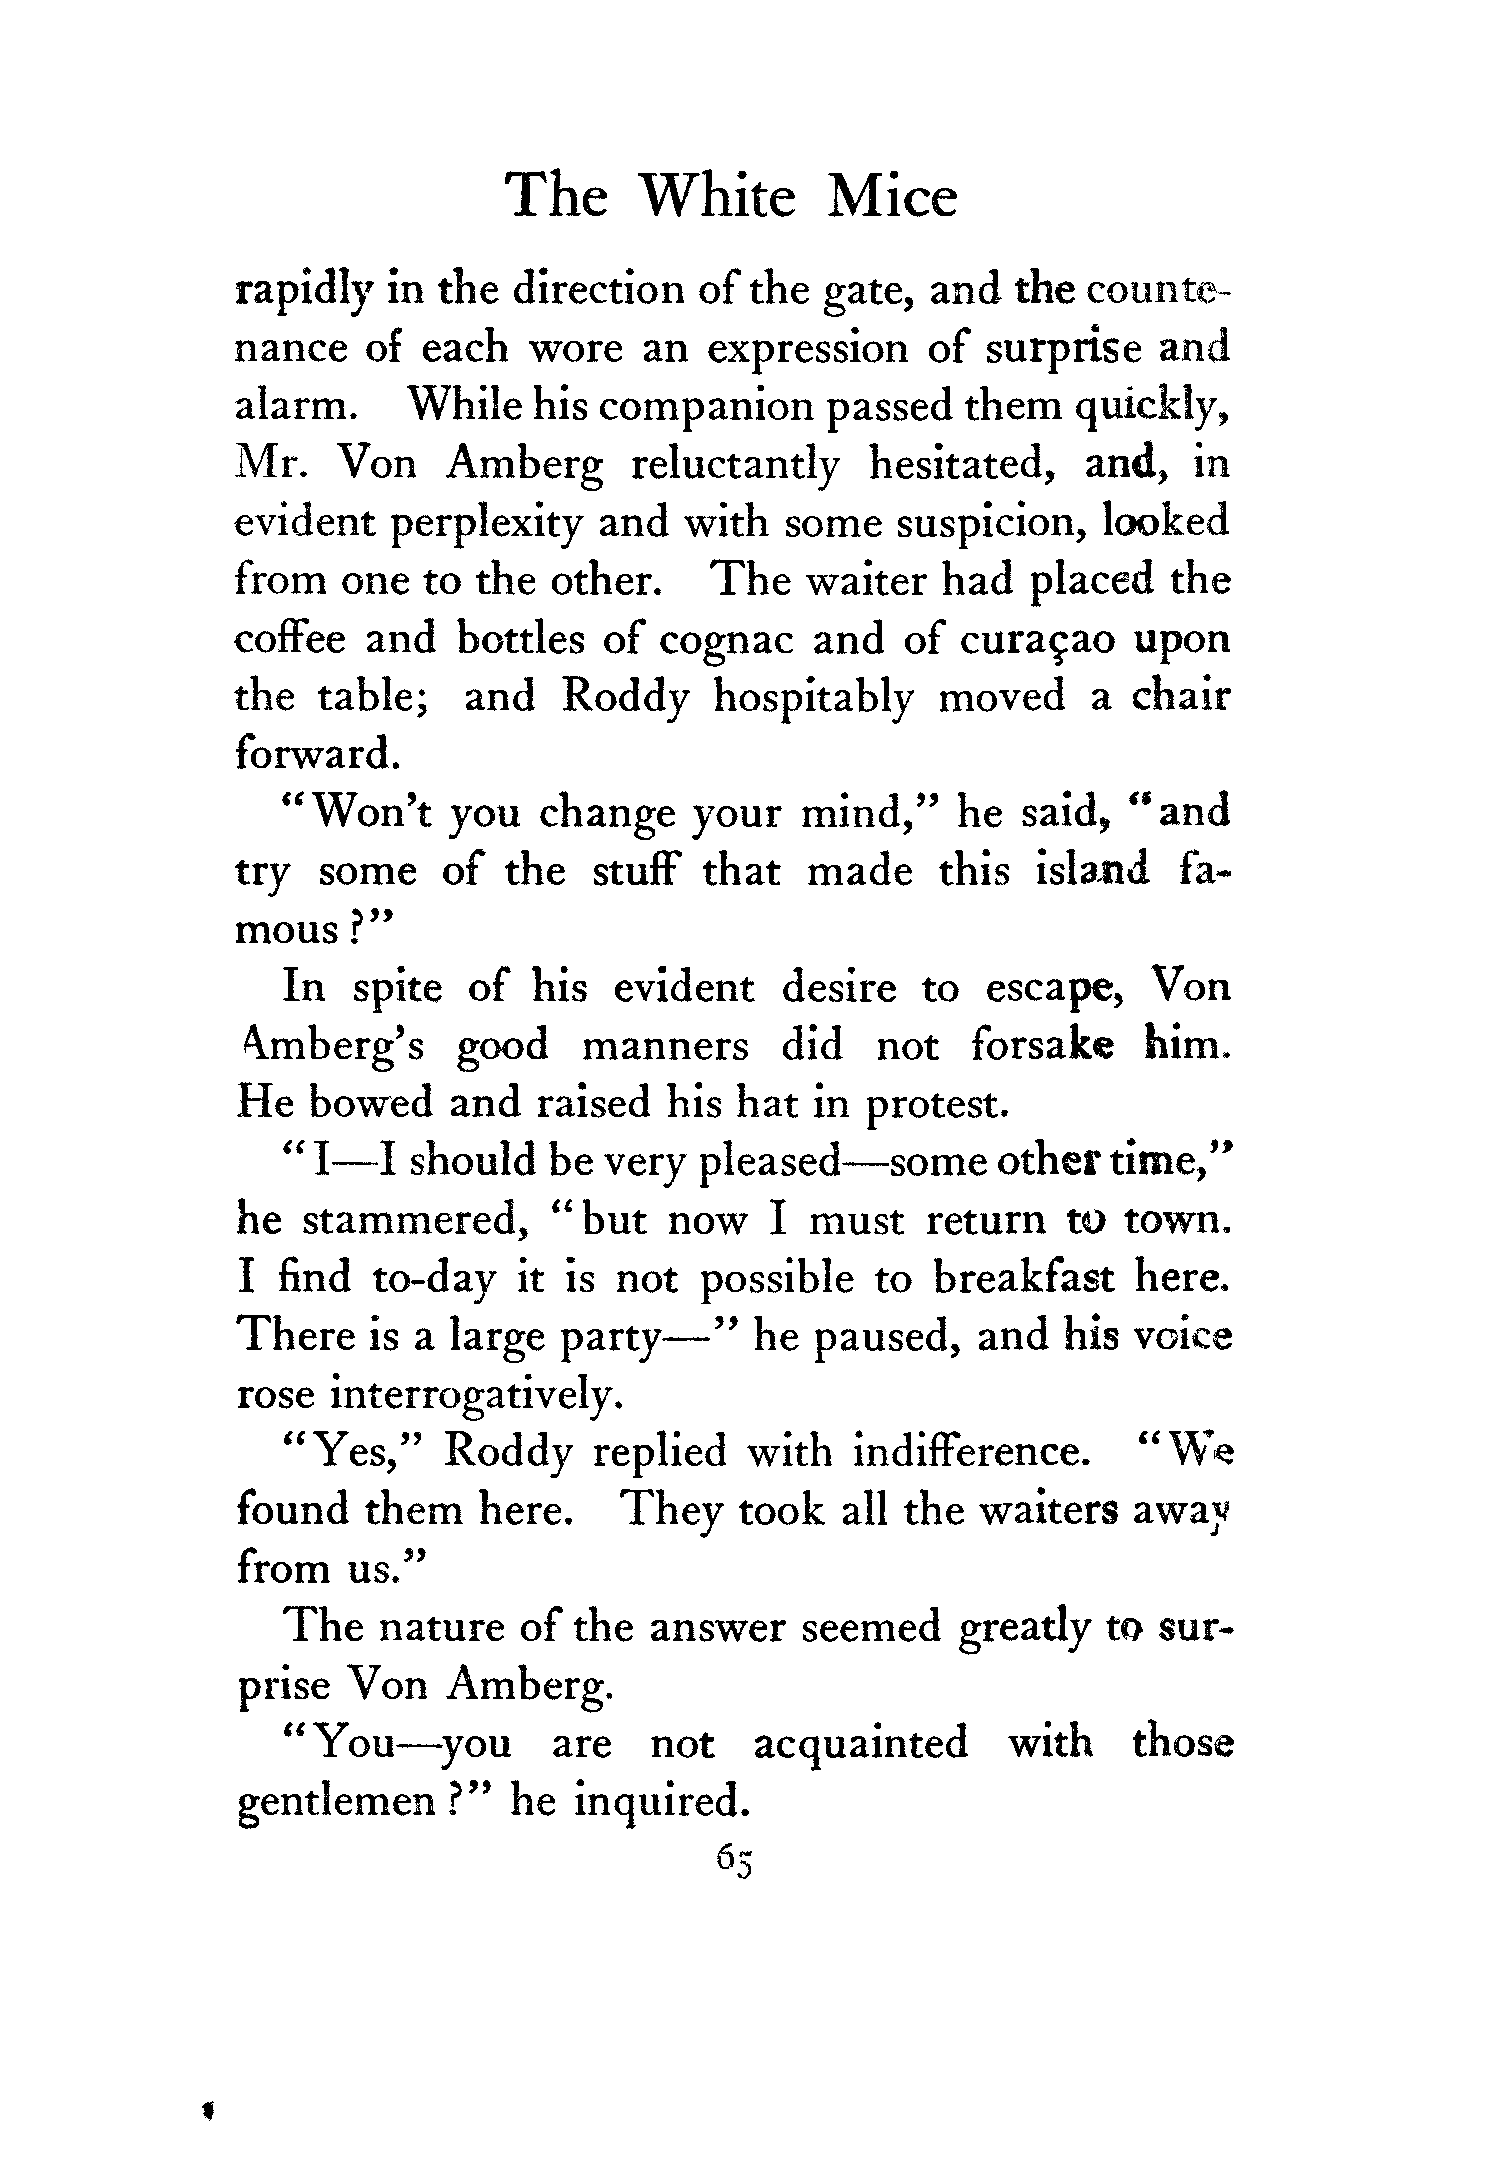 The White Mice
rapidly in the direction of the gate, and the counte-
nance of each wore an expression of surprise and
alarm. While his companion passed them quickly,
Mr. Von Amberg reluctantly hesitated, and, in
evident perplexity and with some suspicion, looked
from one to the other. The waiter had placed the
coffee and bottles of cognac and of curaçao upon
the table; and Roddy hospitably moved a chair
forward.
"Won't you change your mind," he said, "and
try some of the stuff that made this island fa-
mous?"
In spite of his evident desire to escape, Von
Amberg's good manners did not forsake him.
He bowed and raised his hat in protest.
"I—I should be very pleased—some other time,"
he stammered, "but now I must return to town.
I find to-day it is not possible to breakfast here.
There is a large party—" he paused, and his voice
rose interrogatively.
"Yes," Roddy replied with indifference. "We
found them here. They took all the waiters away
from us."
The nature of the answer seemed greatly to sur-
prise Von Amberg.
"You—you are not acquainted with those
gentlemen?" he inquired.
65